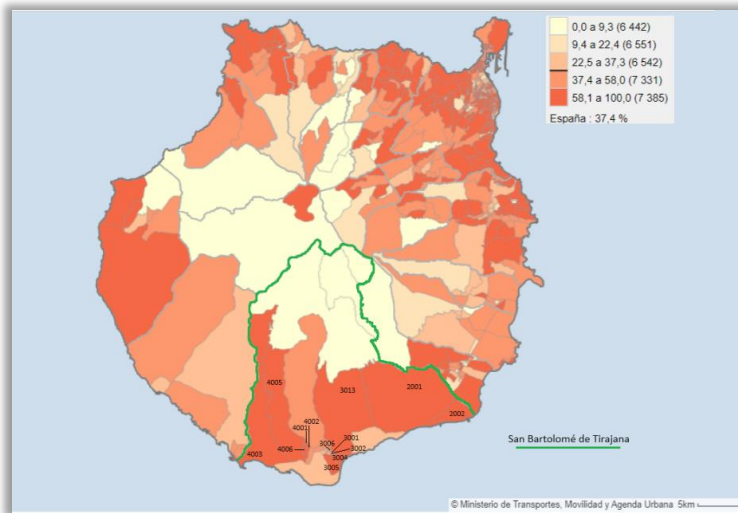 0,0 a 9,3 (6 442)
9,4 a 22,4 (6 551)
22,5 a 37,3 (6 542)
37,4 a 58,0 (7 331)
58,1 a 100,0 (7 385)
España : 37,4 %
4005
3013
2001
2002
4002
4001
3006
3001
4003
4006
3002
3004
3005
San Bartolomé de Tirajana
© Ministerio de Transportes, Movilidad y Agenda Urbana 5km